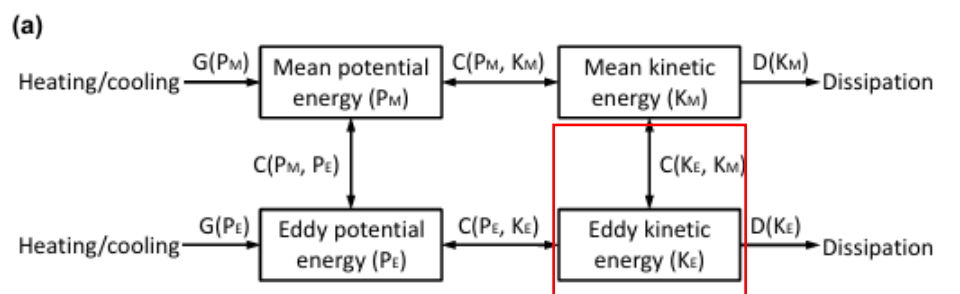 (a)
G(PM) C(PM, KM) D(KM)
Heating/cooling Mean potential Mean kinetic Dissipation
energy (PM) energy (KM)
C(PM, PE) C(KE, KM)
G(PE) C(PE, KE) D(KE)
Heating/cooling Eddy potential Eddy kinetic Dissipation
energy (PE) energy (KE)